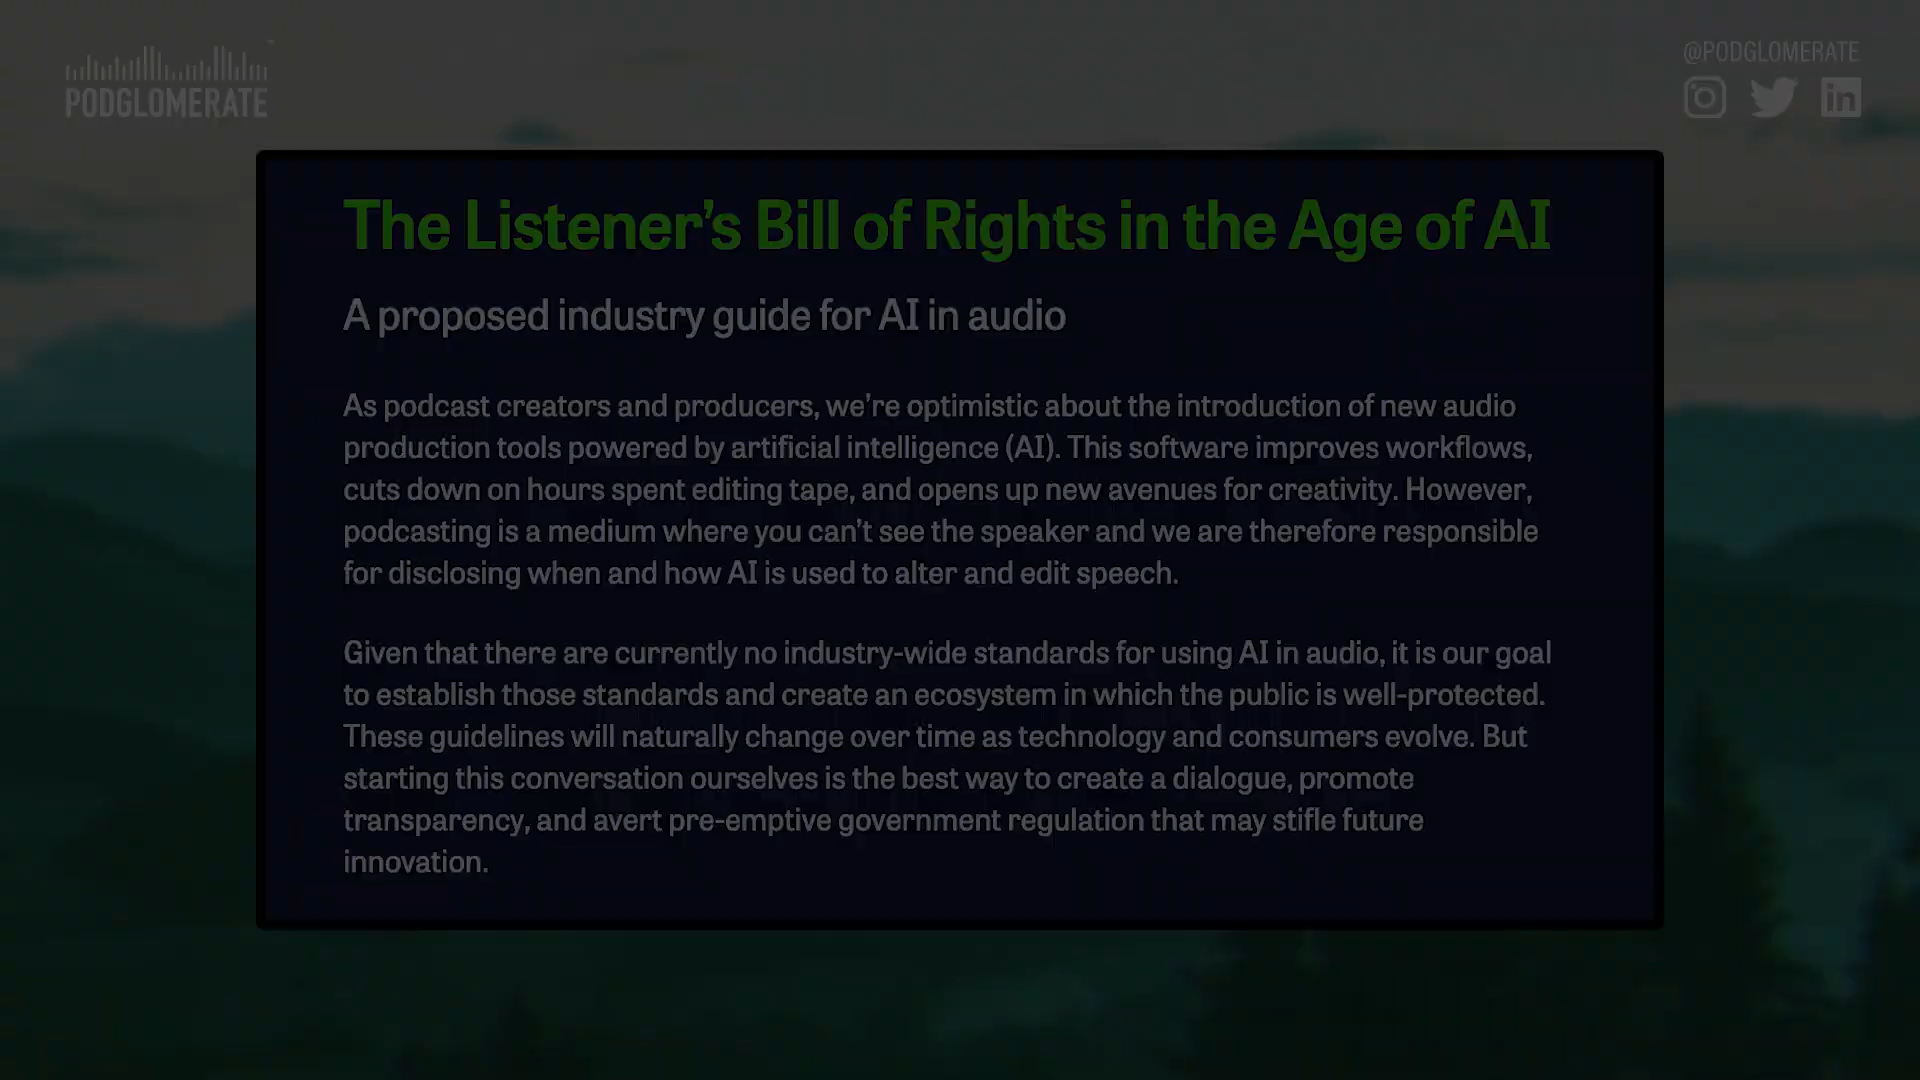 PODGLOMERATE
@PODGLOMERATE
The Listener's Bill of Rights in the Age of AI
A proposed industry guide for AI in audio
As podcast creators and producers, we're optimistic about the introduction of new audio
production tools powered by artificial intelligence (AI). This software improves workflows,
cuts down on hours spent editing tape, and opens up new avenues for creativity. However,
podcasting is a medium where you can't see the speaker and we are therefore responsible
for disclosing when and how AI is used to alter and edit speech.
Given that there are currently no industry-wide standards for using AI in audio, it is our goal
to establish those standards and create an ecosystem in which the public is well-protected.
These guidelines will naturally change over time as technology and consumers evolve. But
starting this conversation ourselves is the best way to create a dialogue, promote
transparency, and avert pre-emptive government regulation that may stifle future
innovation.